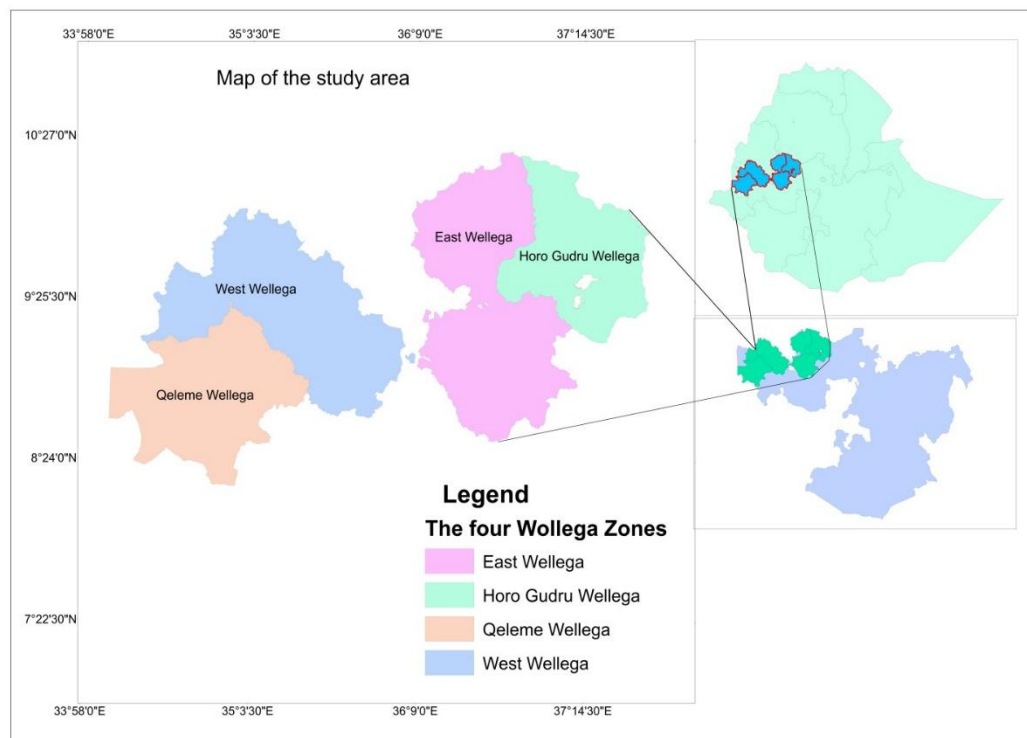 33°58'0"E 35°3'30"E 36°9'0"E 37°14'30"E
Map of the study area
10°27'0"N
East Wellega
Horo Gudru Wellega
West Wellega
9°25'30"N
Qeleme Wellega
8°24'0"N
Legend
The four Wollega Zones
East Wellega
Horo Gudru Wellega
7°22'30"N
Qeleme Wellega
West Wellega
33°58'0"E 35°3'30"E 36°9'0"E 37°14'30"E